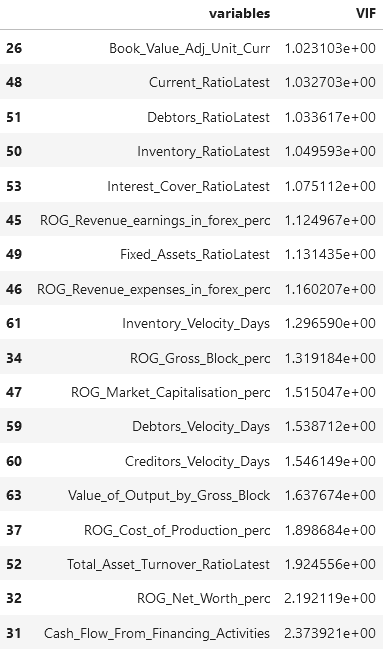 variables VIF
26 Book_Value_Adj_Unit_Curr 1.023103e+00
48 Current_RatioLatest 1.032703e+00
51 Debtors_RatioLatest 1.033617e+00
50 Inventory_RatioLatest 1.049593e+00
53 Interest_Cover_RatioLatest 1.075112e+00
45 ROG_Revenue_earnings_in_forex_perc 1.124967e+00
49 Fixed_Assets_RatioLatest 1.131435e+00
46 ROG_Revenue_expenses_in_forex_perc 1.160207e+00
61 Inventory_Velocity_Days 1.296590e+00
34 ROG_Gross_Block_perc 1.319184e+00
47 ROG_Market_Capitalisation_perc 1.515047e+00
59 Debtors_Velocity_Days 1.538712e+00
60 Creditors_Velocity_Days 1.546149e+00
63 Value_of_Output_by_Gross_Block 1.637674e+00
37 ROG_Cost_of_Production_perc 1.898684e+00
52 Total_Asset_Turnover_RatioLatest 1.924556e+00
32 ROG_Net_Worth_perc 2.192119e+00
31 Cash_Flow_From_Financing_Activities 2.373921e+00